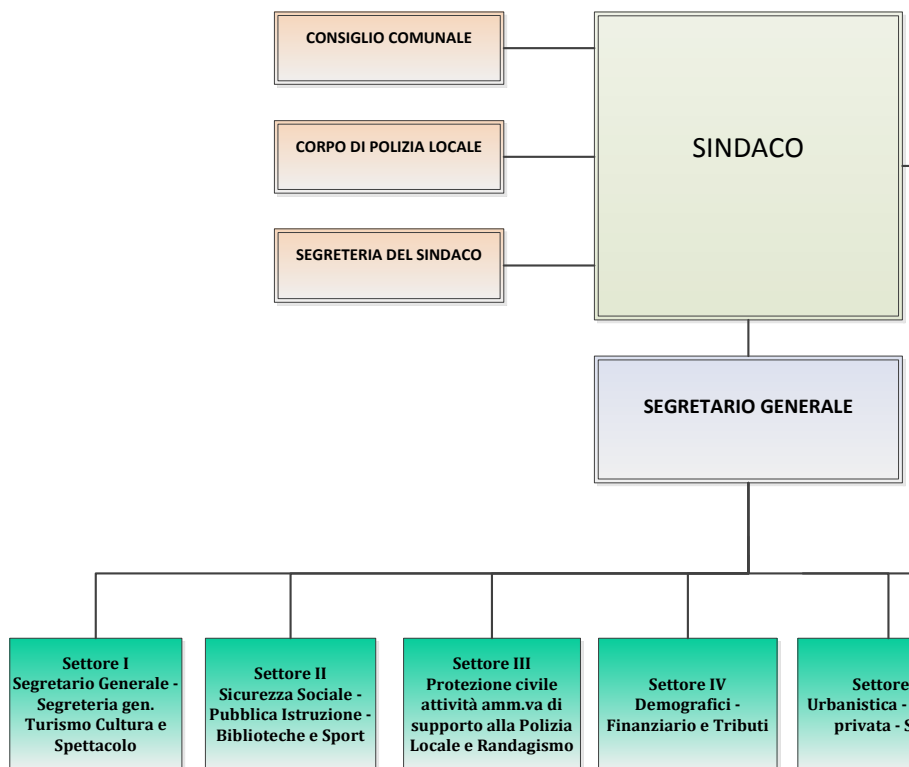 CONSIGLIO COMUNALE
SINDACO
CORPO DI POLIZIA LOCALE
SEGRETERIA DEL SINDACO
SEGRETARIO GENERALE
Settore I
Segretario Generale -
Segreteria gen.
Turismo Cultura e
Spettacolo
Settore II
Sicurezza Sociale -
Pubblica Istruzione -
Biblioteche e Sport
Settore III
Protezione civile
attività amm.va di
supporto alla Polizia
Locale e Randagismo
Settore IV
Demografici -
Finanziario e Tributi
Settore
Urbanistica -
privata -